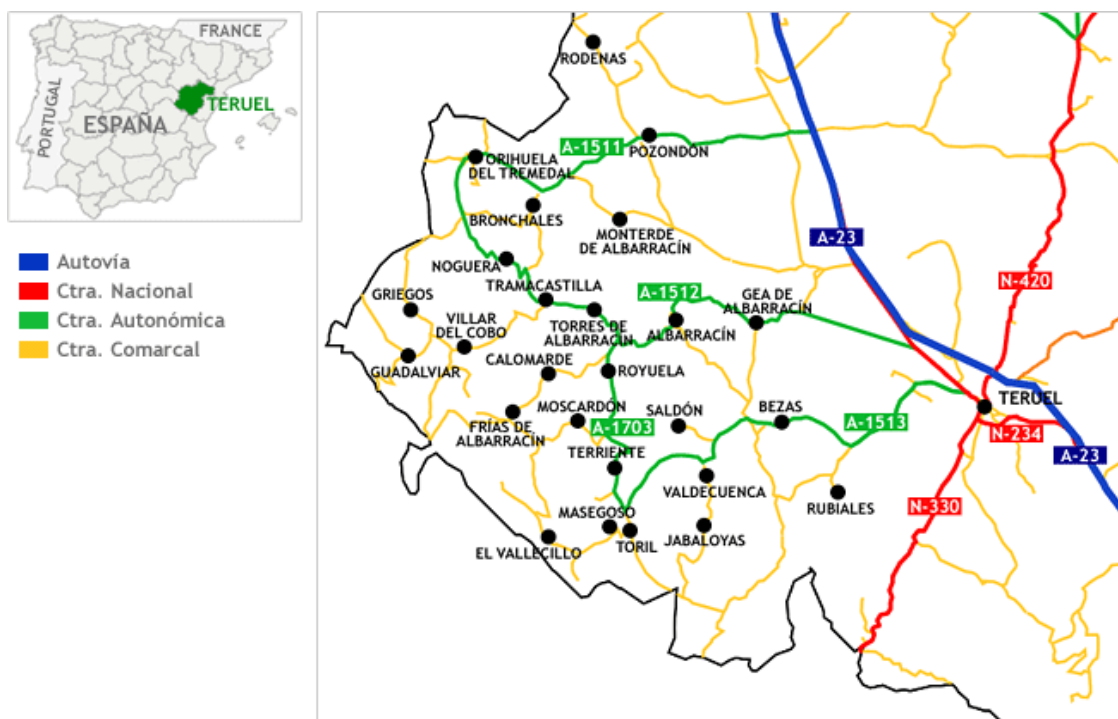 FRANCE
PORTUGAL
ESPAÑA
TERUEL
Autovía
Ctra. Nacional
Ctra. Autonómica
Ctra. Comarcal
RODENAS
A-1511
POZONDÓN
ORIHUELA
DEL TREMEDAL
BRONCHALES
MONTERDE
DE ALBARRACÍN
A-23
NOGUERA
N-420
TRAMACASTILLA
A-1512
GRIEGOS
GEA DE
ALBARRACÍN
VILLAR
DEL COBO
TORRES DE
ALBARRACÍN
ALBARRACÍN
CALOMARDE
GUADALVIAR
ROYUELA
TERUEL
MOSCARDÓN
SALDÓN
BEZAS
FRÍAS DE
ALBARRACÍN
A-1703
A-1513
N-234
TERRIENTE
A-23
VALDECUENCA
RUBIALES
N-330
MASEGOSO
EL VALLECILLO
TORIL
JABALOYAS